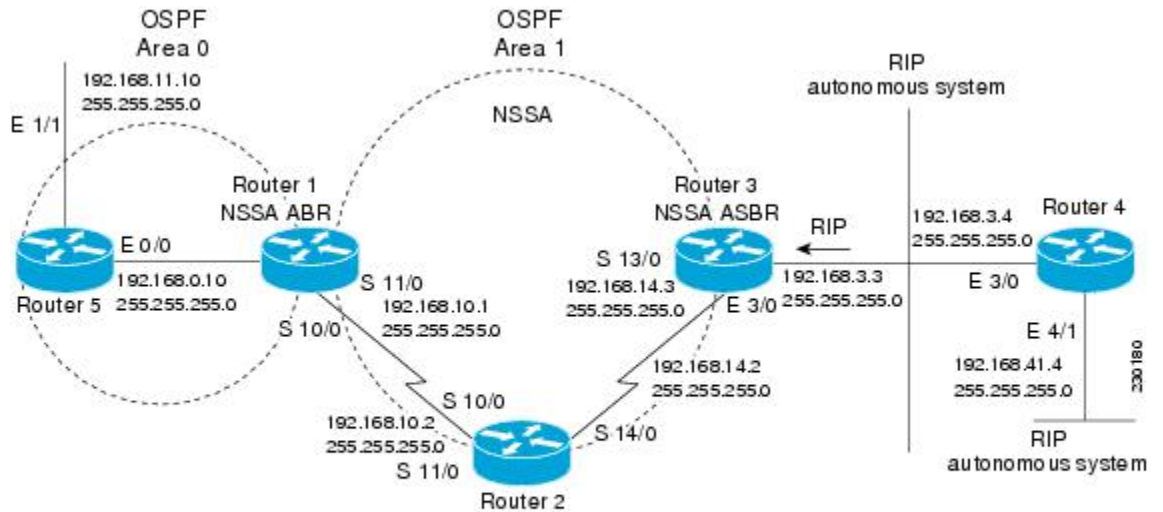 OSPF
Area 0
OSPF
Area 1
RIP
autonomous system
192.168.11.10
255.255.255.0
E 1/1
NSSA
Router 1
NSSA ABR
Router 3
NSSA ASBR
RIP
192.168.3.4
255.255.255.0
Router 4
E 0/0
192.168.0.10
255.255.255.0
Router 5
S 11/0
192.168.10.1
255.255.255.0
S 10/0
S 13/0
192.168.14.3
255.255.255.0
E 3/0
192.168.3.3
255.255.255.0
E 3/0
E 4/1
192.168.41.4
255.255.255.0
230180
192.168.14.2
255.255.255.0
S 10/0
192.168.10.2
255.255.255.0
S 11/0
S 14/0
Router 2
RIP
autonomous system